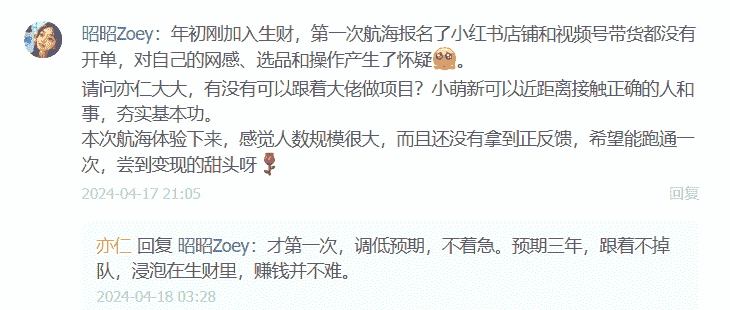 昭昭Zoey：年初刚加入生财，第一次航海报名了小红书店铺和视频号带货都没有
开单，对自己的网感、选品和操作产生了怀疑🥺。
请问亦仁大大，有没有可以跟着大佬做项目？小萌新可以近距离接触正确的人和
事，夯实基本功。
本次航海体验下来，感觉人数规模很大，而且还没有拿到正反馈，希望能跑通一
次，尝到变现的甜头呀🌹
2024-04-17 21:05 回复
亦仁 回复 昭昭Zoey：才第一次，调低预期，不着急。预期三年，跟着不掉
队，浸泡在生财里，赚钱并不难。
2024-04-18 03:28